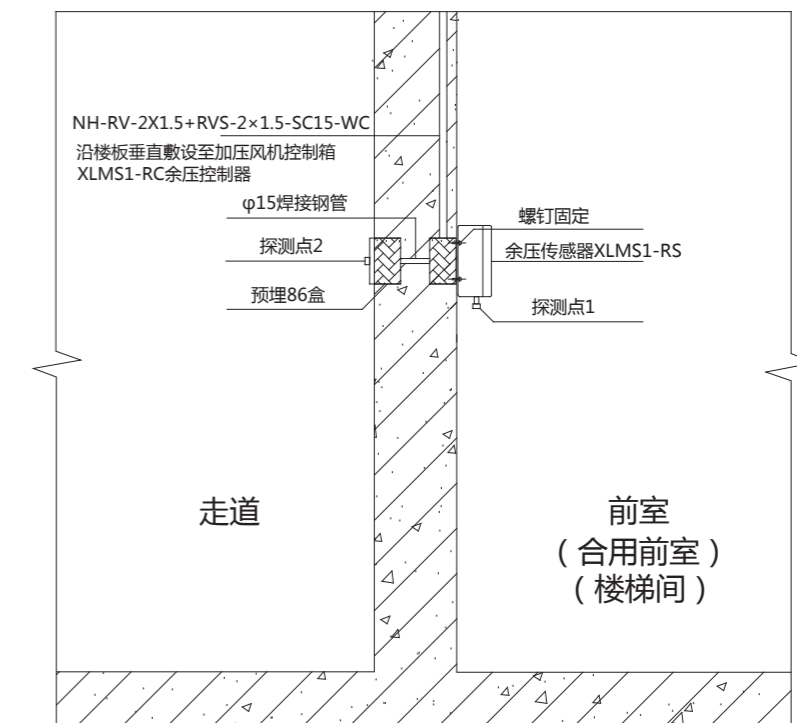 NH-RV-2X1.5+RVS-2×1.5-SC15-WC
沿楼板垂直敷设至加压风机控制箱
XLMS1-RC余压控制器
φ15焊接钢管
螺钉固定
探测点2
余压传感器XLMS1-RS
预埋86盒
探测点1
走道
前室
（合用前室）
（楼梯间）